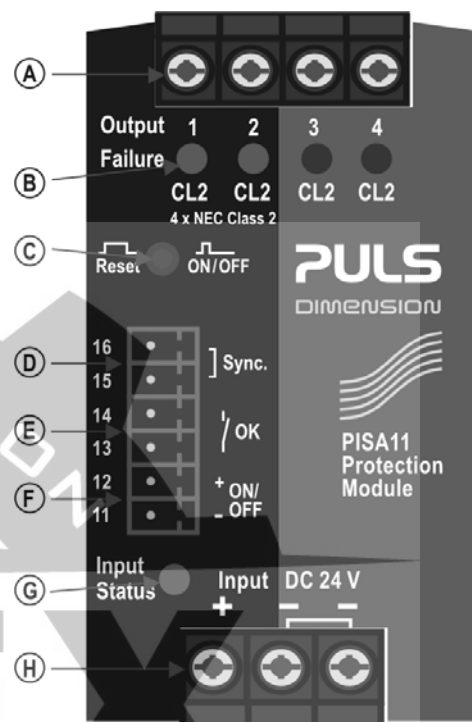 A
Output 1 2 3 4
Failure
B
CL2 CL2 CL2 CL2
4 x NEC Class 2
C
Reset ON/OFF
PULS
DIMENSION
16
D
Sync.
15
14
E
OK
13
PISA11
Protection
Module
12
F
+ ON/
- OFF
11
Input
Status
G
Input DC 24 V
+ - -
H